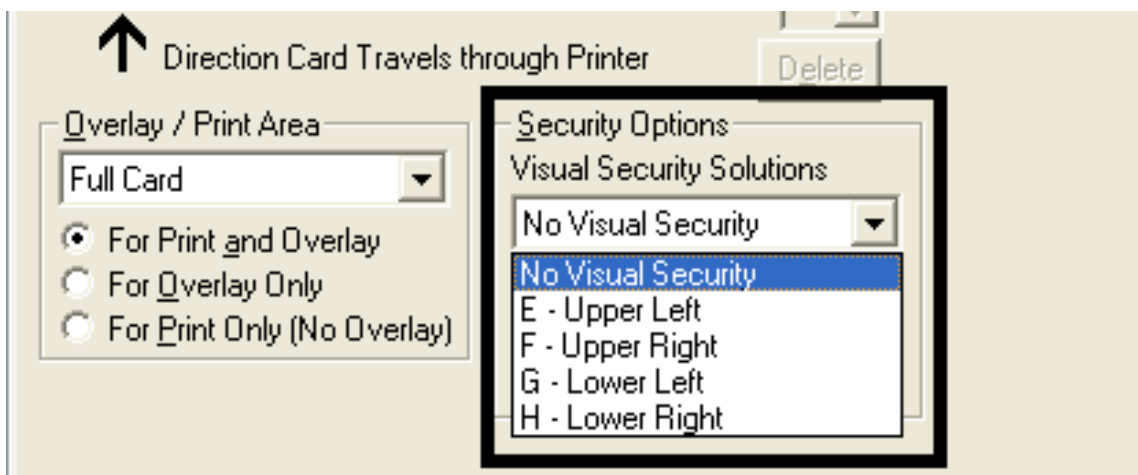 Direction Card Travels through Printer
Delete
Overlay / Print Area
Full Card
For Print and Overlay
For Overlay Only
For Print Only (No Overlay)
Security Options
Visual Security Solutions
No Visual Security
No Visual Security
E - Upper Left
F - Upper Right
G - Lower Left
H - Lower Right